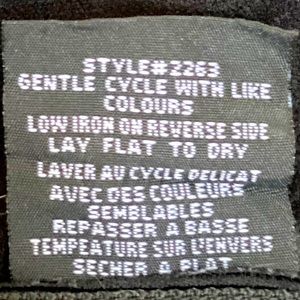 STYLE#2263
GENTLE CYCLE WITH LIKE
COLOURS
LOW IRON ON REVERSE SIDE
LAY FLAT TO DRY
LAVER AU CYCLE DELICAT
AVEC DES COULEURS
SEMBLABLES
REPASSER A BASSE
TEMPEATURE SUR L'ENVERS
SECHER A PLAT